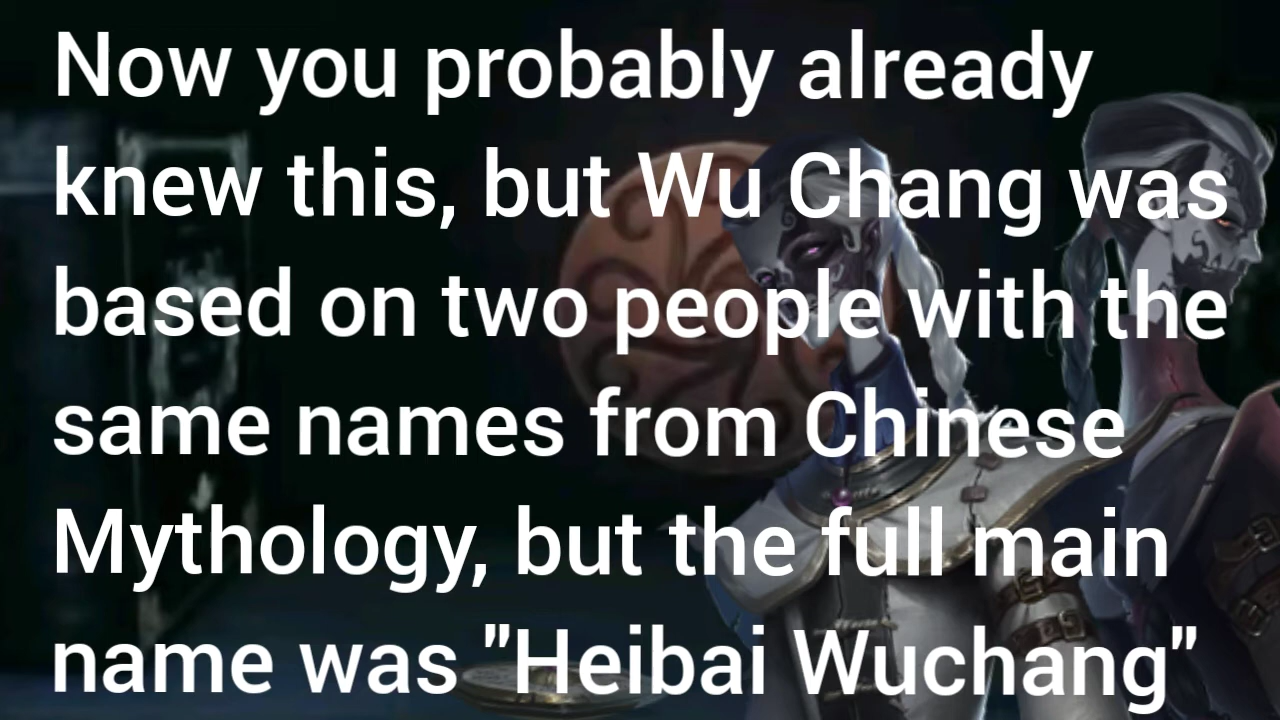 Now you probably already
knew this, but Wu Chang was
based on two people with the
same names from Chinese
Mythology, but the full main
name was "Heibai Wuchang"